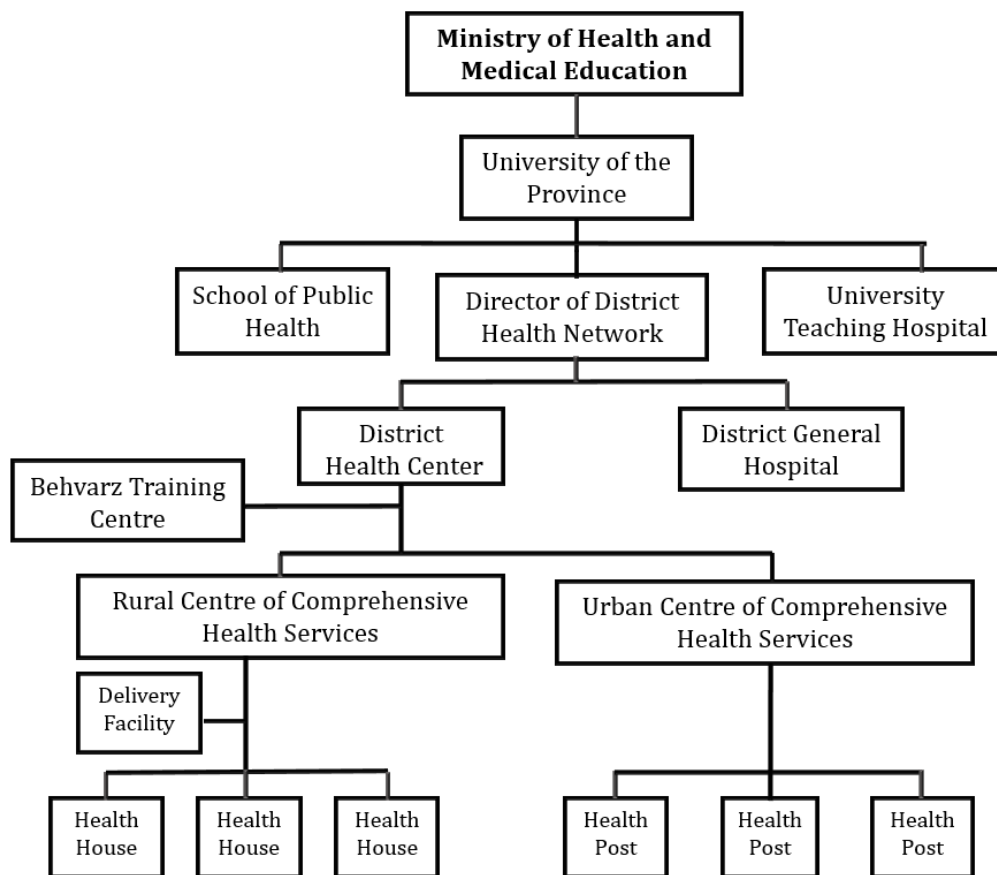 Ministry of Health and
Medical Education
University of the
Province
School of Public
Health
Director of District
Health Network
University
Teaching Hospital
District
Health Center
District General
Hospital
Behvarz Training
Centre
Rural Centre of Comprehensive
Health Services
Urban Centre of Comprehensive
Health Services
Delivery
Facility
Health
House
Health
House
Health
House
Health
Post
Health
Post
Health
Post